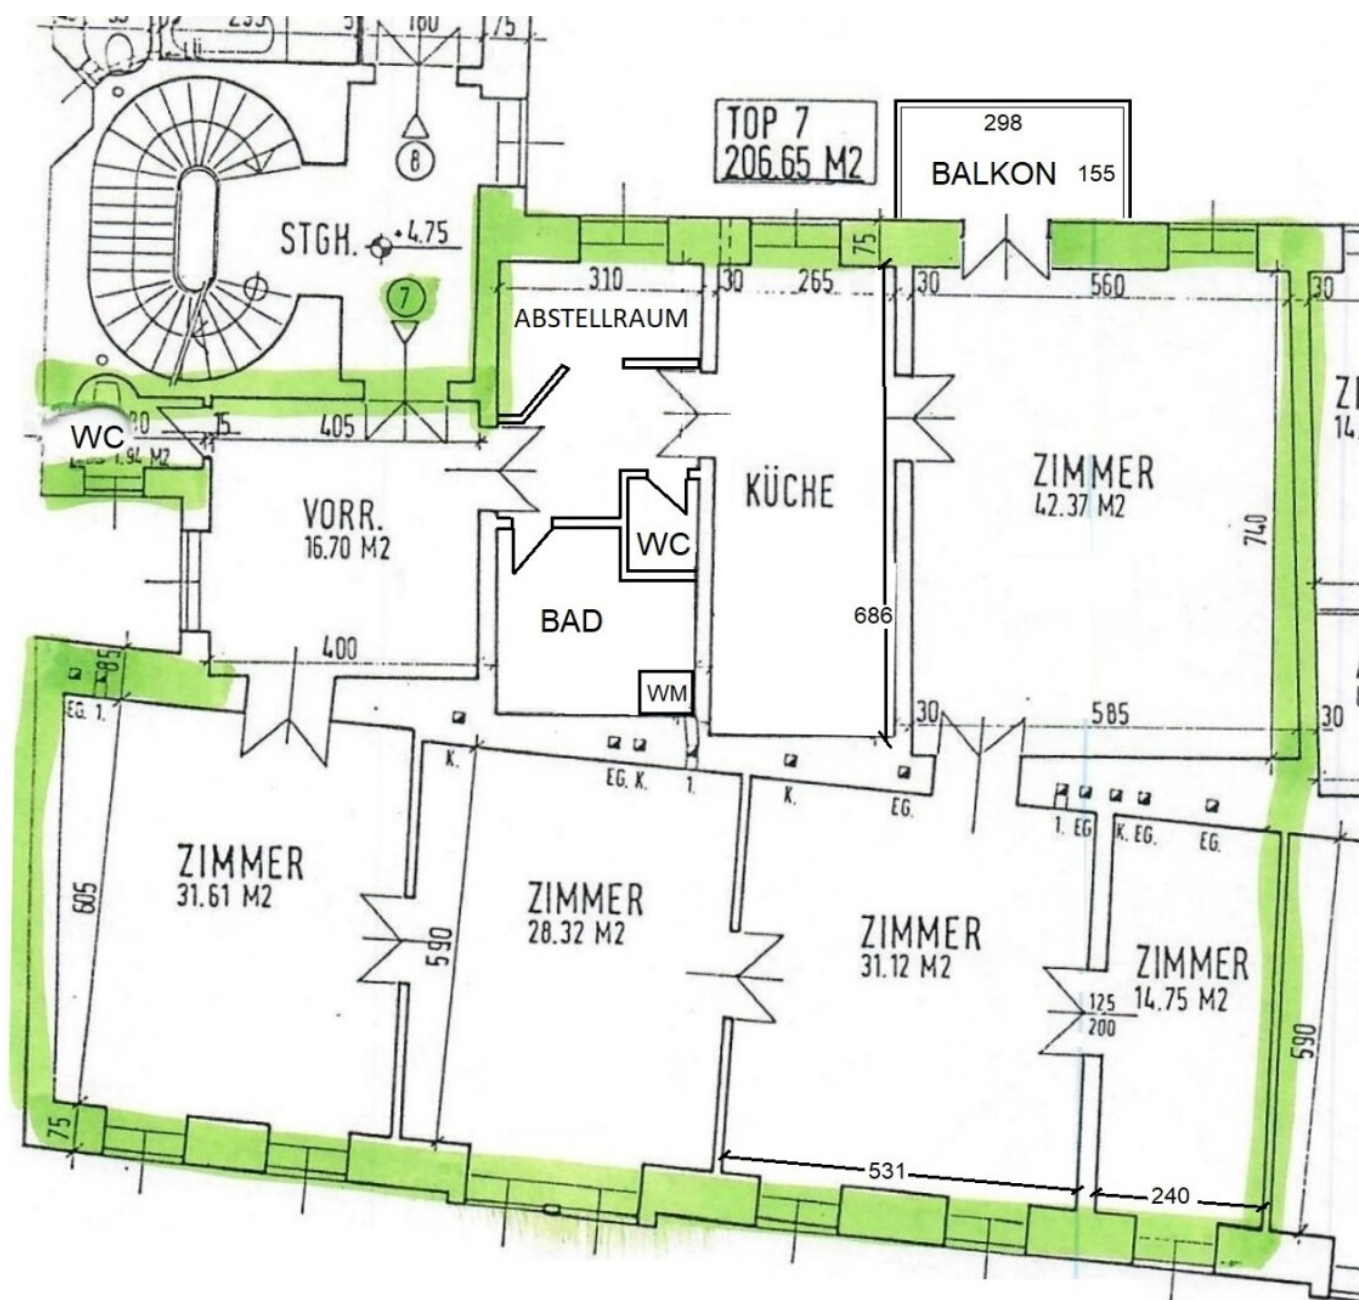 180
75
8
TOP 7
206.65 M2
298
BALKON
155
STGH.
+4.75
7
75
310
30
265
30
560
30
ABSTELLRAUM
WC
1.94 M2
15
405
VORR.
16.70 M2
KÜCHE
ZIMMER
42.37 M2
740
WC
BAD
686
WM
400
85
EG. 1.
30
585
30
K.
EG. K.
1.
K.
EG.
1. EG
K. EG.
EG.
ZIMMER
31.61 M2
605
590
ZIMMER
28.32 M2
ZIMMER
31.12 M2
ZIMMER
14.75 M2
125
200
590
75
531
240